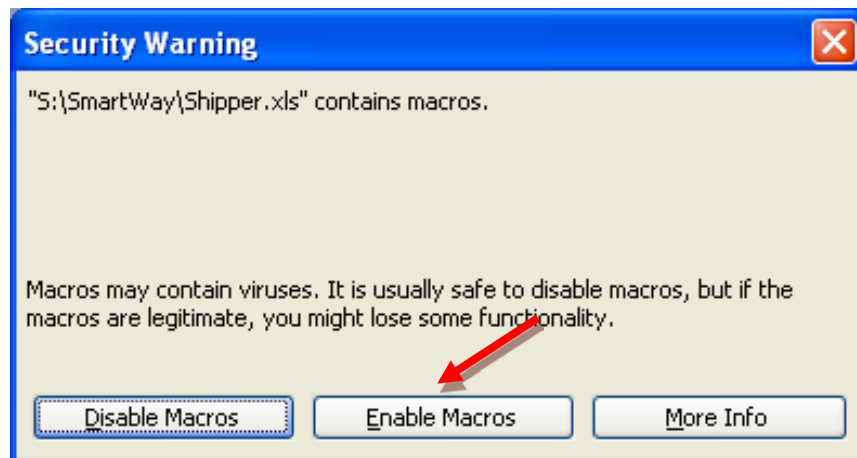 Security Warning
"S:\SmartWay\Shipper.xls" contains macros.
Macros may contain viruses. It is usually safe to disable macros, but if the
macros are legitimate, you might lose some functionality.
Disable Macros Enable Macros More Info